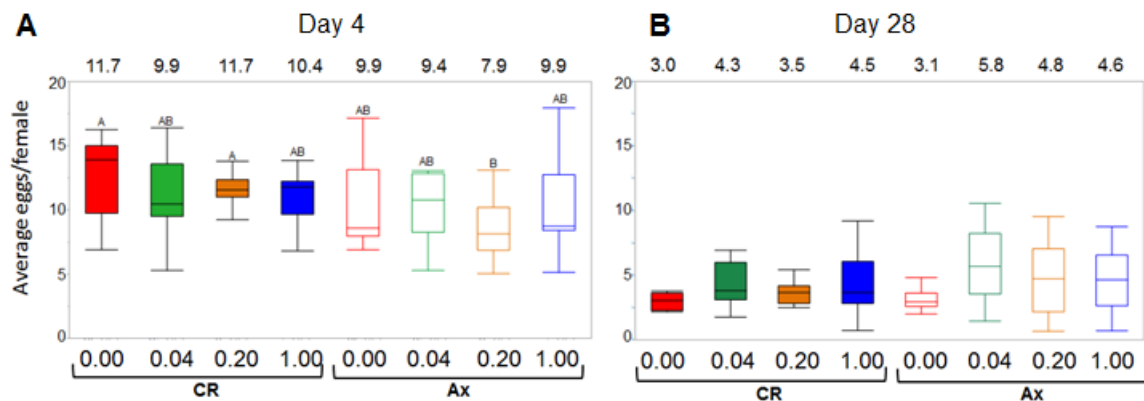 A Day 4
11.7 9.9 11.7 10.4 9.9 9.4 7.9 9.9
Average eggs/female
20
15
10
5
0
A AB A AB AB AB B AB
0.00 0.04 0.20 1.00 0.00 0.04 0.20 1.00
CR Ax
B Day 28
3.0 4.3 3.5 4.5 3.1 5.8 4.8 4.6
20
15
10
5
0
0.00 0.04 0.20 1.00 0.00 0.04 0.20 1.00
CR Ax